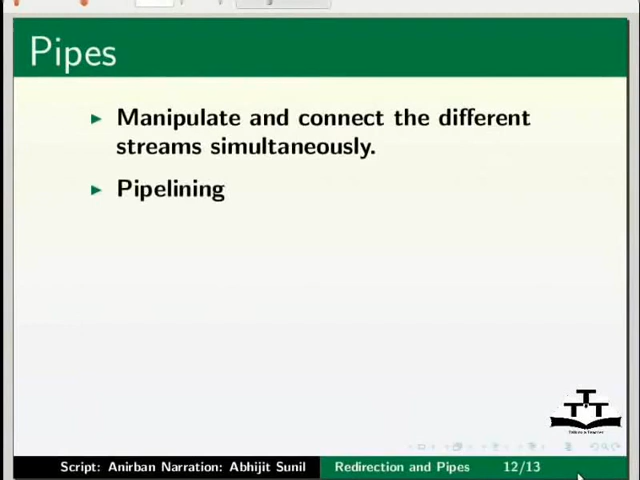 Pipes
Manipulate and connect the different
streams simultaneously.
Pipelining
TTT
Script: Anirban Narration: Abhijit Sunil Redirection and Pipes 12/13